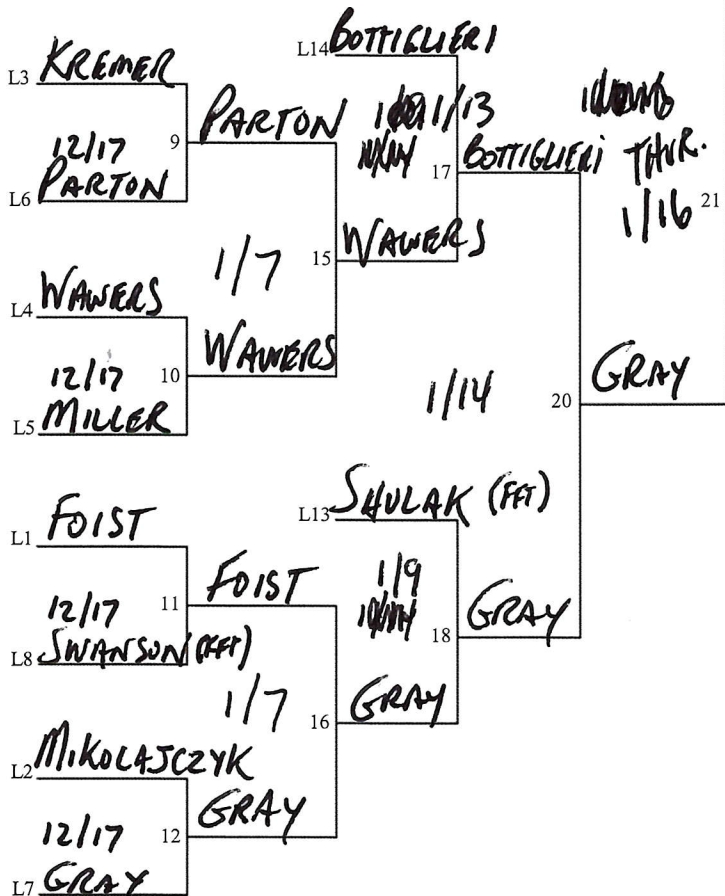 L14 BOTTIGLIERI
L3 KREMER
PARTON
1/13
12/17 9
17 BOTTIGLIERI THUR.
L6 PARTON
1/16 21
1/7 15 WAWERS
L4 WAWERS
WAWERS
12/17 10
1/14 20 GRAY
L5 MILLER
L13 SHULAK (FFT)
L1 FOIST
FOIST
1/9
12/17 11
18 GRAY
L8 SWANSON (FFT)
1/7 16 GRAY
L2 MIKOLAJCZYK
GRAY
12/17 12
L7 GRAY